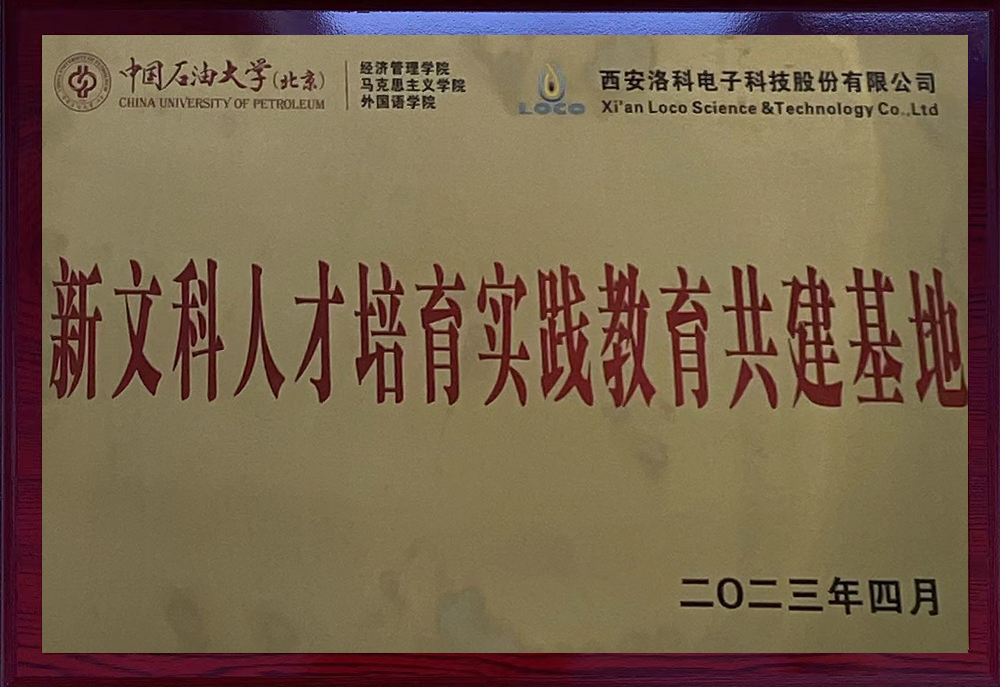 中国石油大学(北京)
CHINA UNIVERSITY OF PETROLEUM
经济管理学院
马克思主义学院
外国语学院
LOCO
西安洛科电子科技股份有限公司
Xi'an Loco Science &Technology Co.,Ltd
新文科人才培育实践教育共建基地
二〇二三年四月